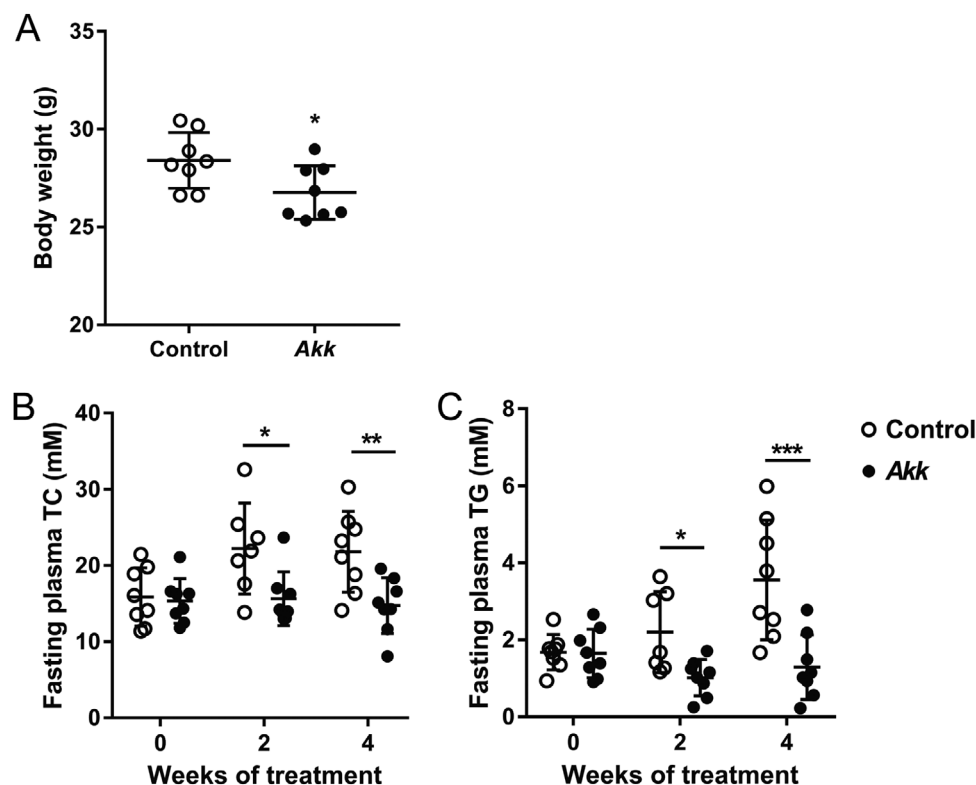 A
Body weight (g)
35
30
25
20
*
Control
Akk
B
Fasting plasma TC (mM)
40
30
20
10
0
*
**
0
2
4
Weeks of treatment
C
Fasting plasma TG (mM)
8
6
4
2
0
*
***
0
2
4
Weeks of treatment
Control
Akk